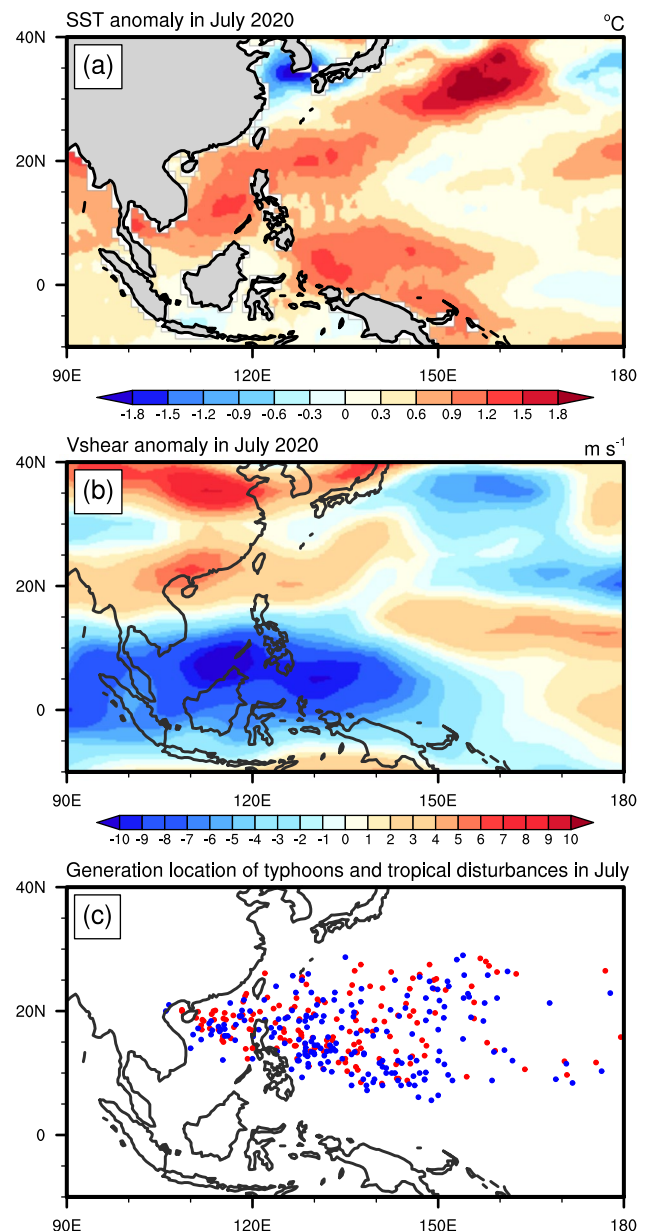 SST anomaly in July 2020 °C
(a)
40N
20N
0
90E 120E 150E 180
-1.8 -1.5 -1.2 -0.9 -0.6 -0.3 0 0.3 0.6 0.9 1.2 1.5 1.8
Vshear anomaly in July 2020 m s⁻¹
(b)
40N
20N
0
90E 120E 150E 180
-10 -9 -8 -7 -6 -5 -4 -3 -2 -1 0 1 2 3 4 5 6 7 8 9 10
Generation location of typhoons and tropical disturbances in July
(c)
40N
20N
0
90E 120E 150E 180